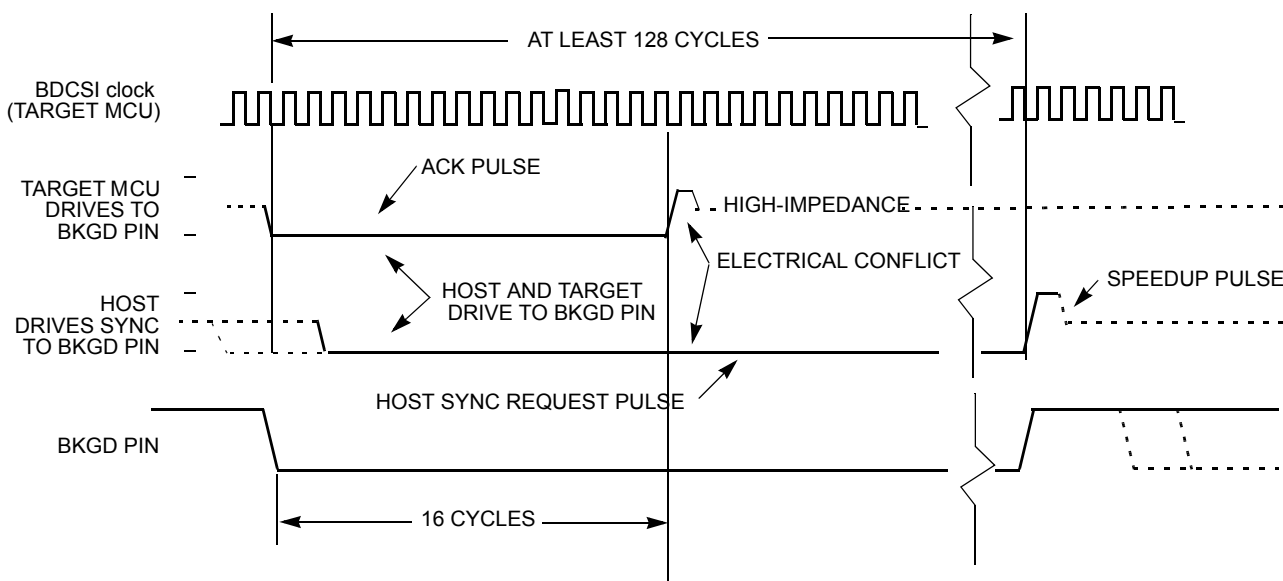 AT LEAST 128 CYCLES
BDCSI clock
(TARGET MCU)
ACK PULSE
TARGET MCU
DRIVES TO
BKGD PIN
HIGH-IMPEDANCE
ELECTRICAL CONFLICT
HOST AND TARGET
DRIVE TO BKGD PIN
SPEEDUP PULSE
HOST
DRIVES SYNC
TO BKGD PIN
HOST SYNC REQUEST PULSE
BKGD PIN
16 CYCLES